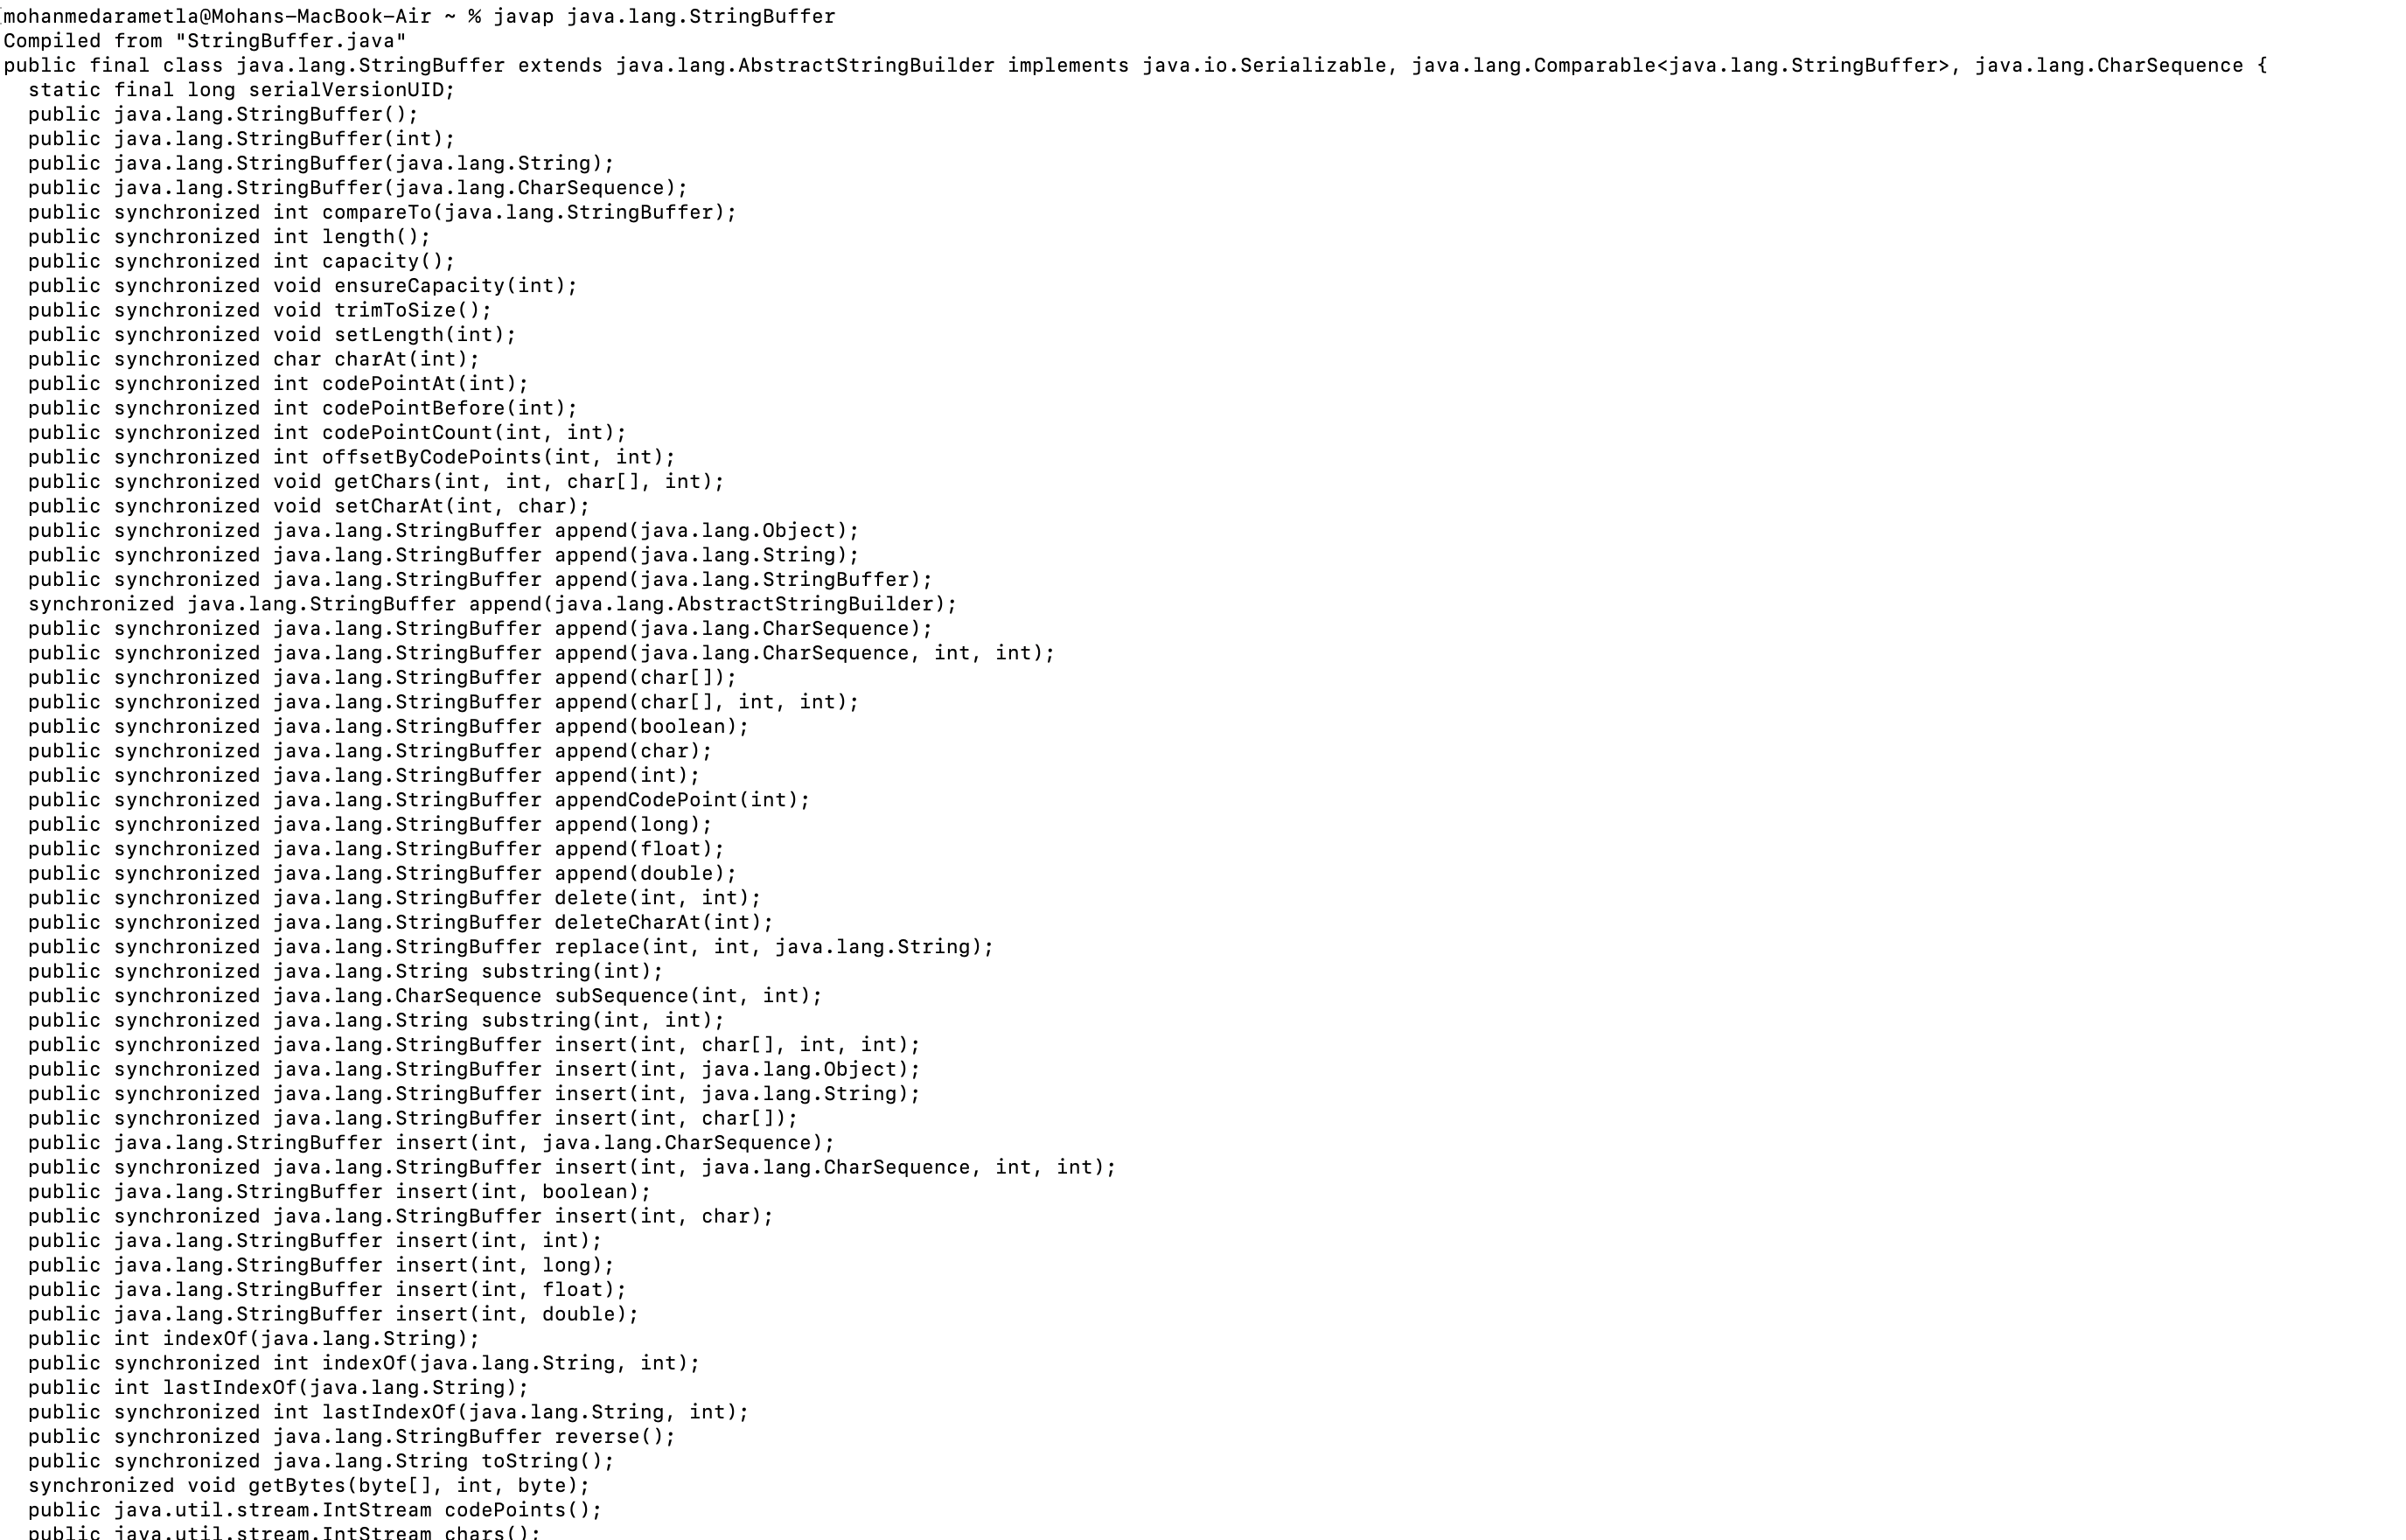 mohanmedarametla@Mohans-MacBook-Air ~ % javap java.lang.StringBuffer
Compiled from "StringBuffer.java"
public final class java.lang.StringBuffer extends java.lang.AbstractStringBuilder implements java.io.Serializable, java.lang.Comparable<java.lang.StringBuffer>, java.lang.CharSequence {
  static final long serialVersionUID;
  public java.lang.StringBuffer();
  public java.lang.StringBuffer(int);
  public java.lang.StringBuffer(java.lang.String);
  public java.lang.StringBuffer(java.lang.CharSequence);
  public synchronized int compareTo(java.lang.StringBuffer);
  public synchronized int length();
  public synchronized int capacity();
  public synchronized void ensureCapacity(int);
  public synchronized void trimToSize();
  public synchronized void setLength(int);
  public synchronized char charAt(int);
  public synchronized int codePointAt(int);
  public synchronized int codePointBefore(int);
  public synchronized int codePointCount(int, int);
  public synchronized int offsetByCodePoints(int, int);
  public synchronized void getChars(int, int, char[], int);
  public synchronized void setCharAt(int, char);
  public synchronized java.lang.StringBuffer append(java.lang.Object);
  public synchronized java.lang.StringBuffer append(java.lang.String);
  public synchronized java.lang.StringBuffer append(java.lang.StringBuffer);
  synchronized java.lang.StringBuffer append(java.lang.AbstractStringBuilder);
  public synchronized java.lang.StringBuffer append(java.lang.CharSequence);
  public synchronized java.lang.StringBuffer append(java.lang.CharSequence, int, int);
  public synchronized java.lang.StringBuffer append(char[]);
  public synchronized java.lang.StringBuffer append(char[], int, int);
  public synchronized java.lang.StringBuffer append(boolean);
  public synchronized java.lang.StringBuffer append(char);
  public synchronized java.lang.StringBuffer append(int);
  public synchronized java.lang.StringBuffer appendCodePoint(int);
  public synchronized java.lang.StringBuffer append(long);
  public synchronized java.lang.StringBuffer append(float);
  public synchronized java.lang.StringBuffer append(double);
  public synchronized java.lang.StringBuffer delete(int, int);
  public synchronized java.lang.StringBuffer deleteCharAt(int);
  public synchronized java.lang.StringBuffer replace(int, int, java.lang.String);
  public synchronized java.lang.String substring(int);
  public synchronized java.lang.CharSequence subSequence(int, int);
  public synchronized java.lang.String substring(int, int);
  public synchronized java.lang.StringBuffer insert(int, char[], int, int);
  public synchronized java.lang.StringBuffer insert(int, java.lang.Object);
  public synchronized java.lang.StringBuffer insert(int, java.lang.String);
  public synchronized java.lang.StringBuffer insert(int, char[]);
  public java.lang.StringBuffer insert(int, java.lang.CharSequence);
  public synchronized java.lang.StringBuffer insert(int, java.lang.CharSequence, int, int);
  public java.lang.StringBuffer insert(int, boolean);
  public synchronized java.lang.StringBuffer insert(int, char);
  public java.lang.StringBuffer insert(int, int);
  public java.lang.StringBuffer insert(int, long);
  public java.lang.StringBuffer insert(int, float);
  public java.lang.StringBuffer insert(int, double);
  public int indexOf(java.lang.String);
  public synchronized int indexOf(java.lang.String, int);
  public int lastIndexOf(java.lang.String);
  public synchronized int lastIndexOf(java.lang.String, int);
  public synchronized java.lang.StringBuffer reverse();
  public synchronized java.lang.String toString();
  synchronized void getBytes(byte[], int, byte);
  public java.util.stream.IntStream codePoints();
  public java.util.stream.IntStream chars();